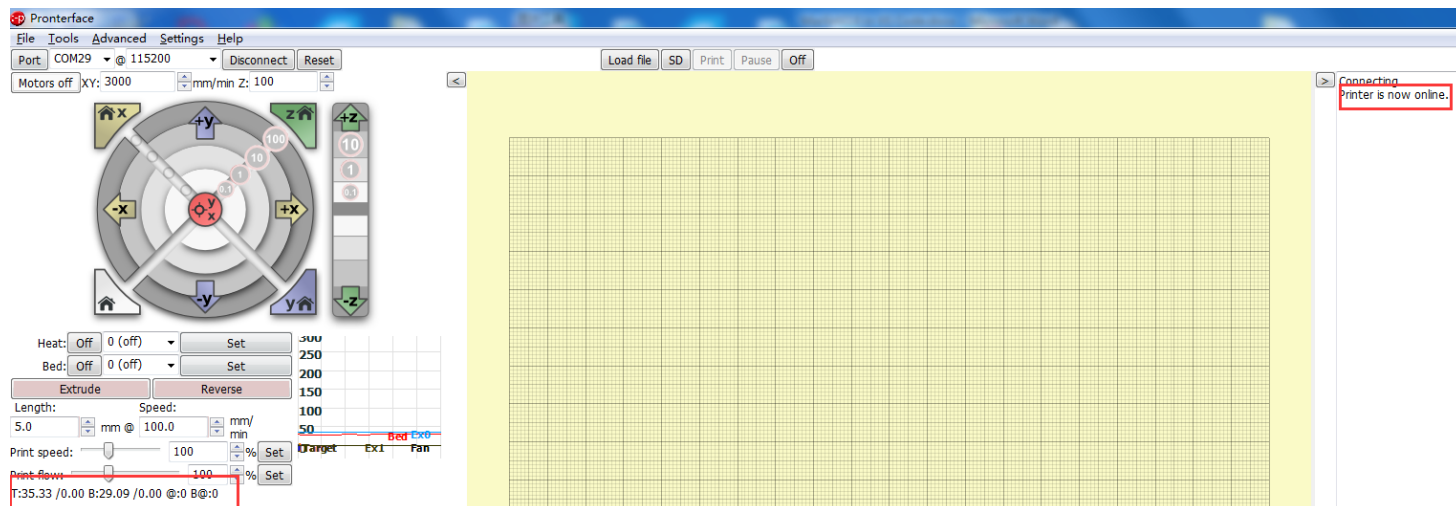 Pronterface
File Tools Advanced Settings Help
Port COM29 @ 115200 Disconnect Reset Load file SD Print Pause Off
Motors off XY: 3000 mm/min Z: 100 < > Connecting
Printer is now online.
x +y z +Z
100 10
10 1
1 0.1
0.1
-X y x +X
-y y -Z
Heat: Off 0 (off) Set 300
250
Bed: Off 0 (off) Set 200
Extrude Reverse 150
Length: Speed: 100
5.0 mm @ 100.0 mm/min 50
Bed Ex0
Print speed: 100 % Set Target Ex1 Fan
Print flow: 100 % Set
T:35.33 /0.00 B:29.09 /0.00 @:0 B@:0